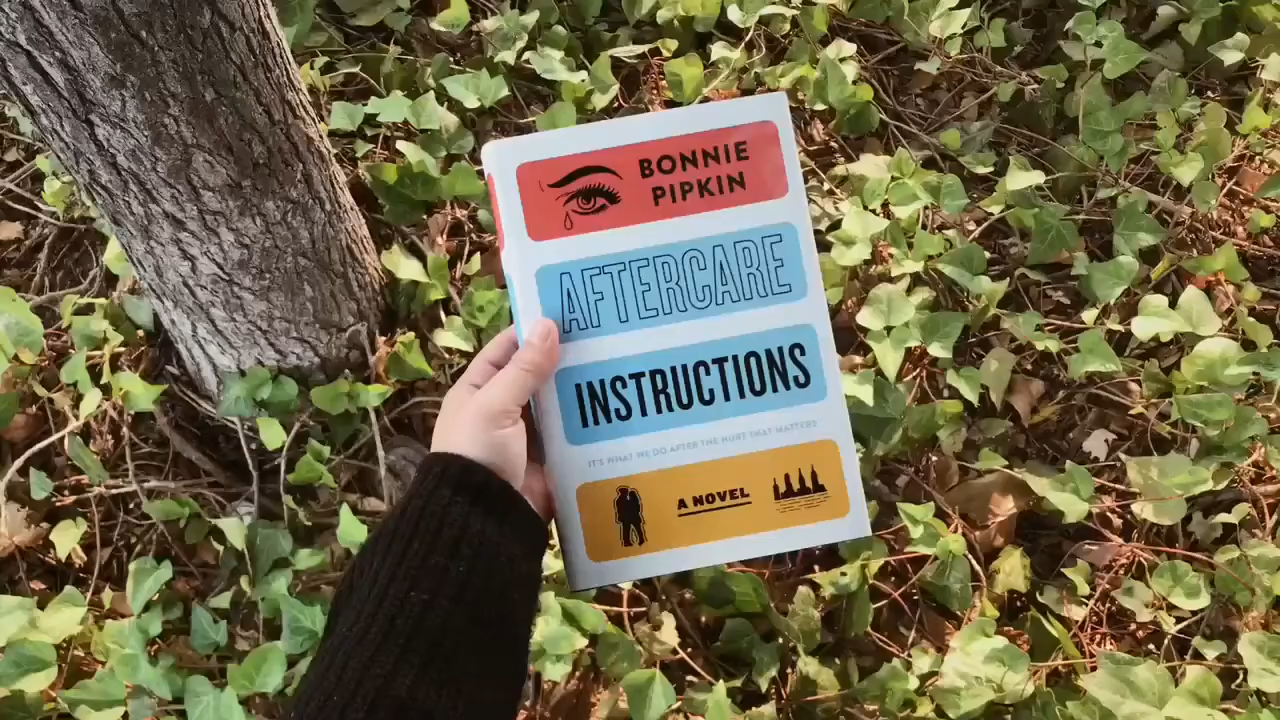 BONNIE
PIPKIN
AFTERCARE
INSTRUCTIONS
IT'S WHAT WE DO AFTER THE HURT THAT MATTERS
A NOVEL